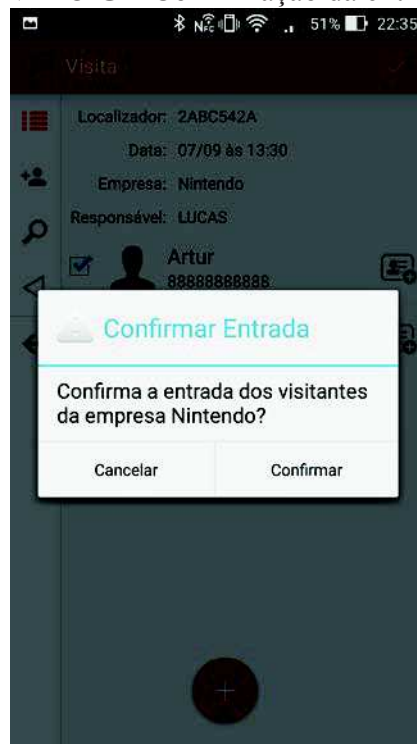 51% 22:35
Visita
Localizador: 2ABC542A
Data: 07/09 às 13:30
Empresa: Nintendo
Responsável: LUCAS
Artur
88888888888
Confirmar Entrada
Confirma a entrada dos visitantes
da empresa Nintendo?
Cancelar Confirmar